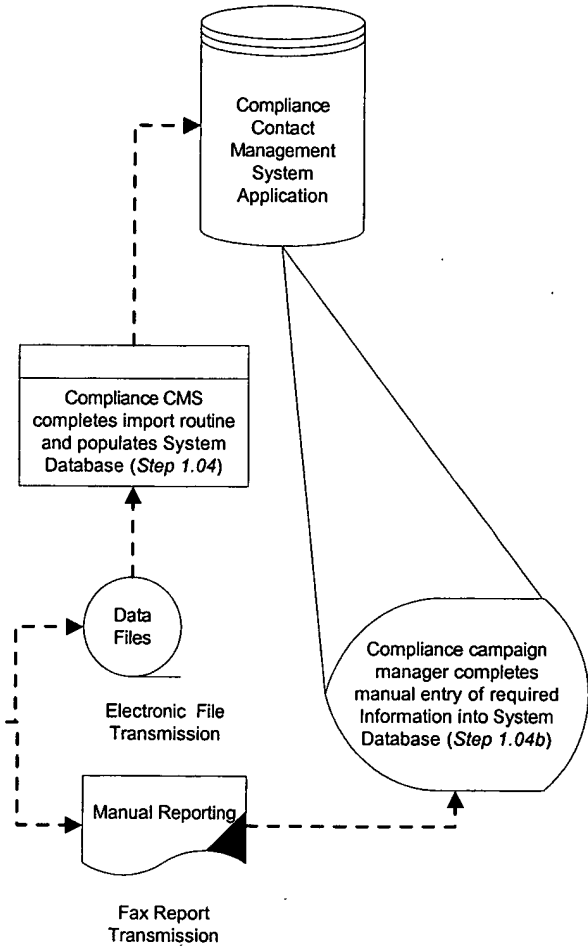 Compliance
Contact
Management
System
Application
Compliance CMS
completes import routine
and populates System
Database (Step 1.04)
Data
Files
Electronic File
Transmission
Compliance campaign
manager completes
manual entry of required
Information into System
Database (Step 1.04b)
Manual Reporting
Fax Report
Transmission